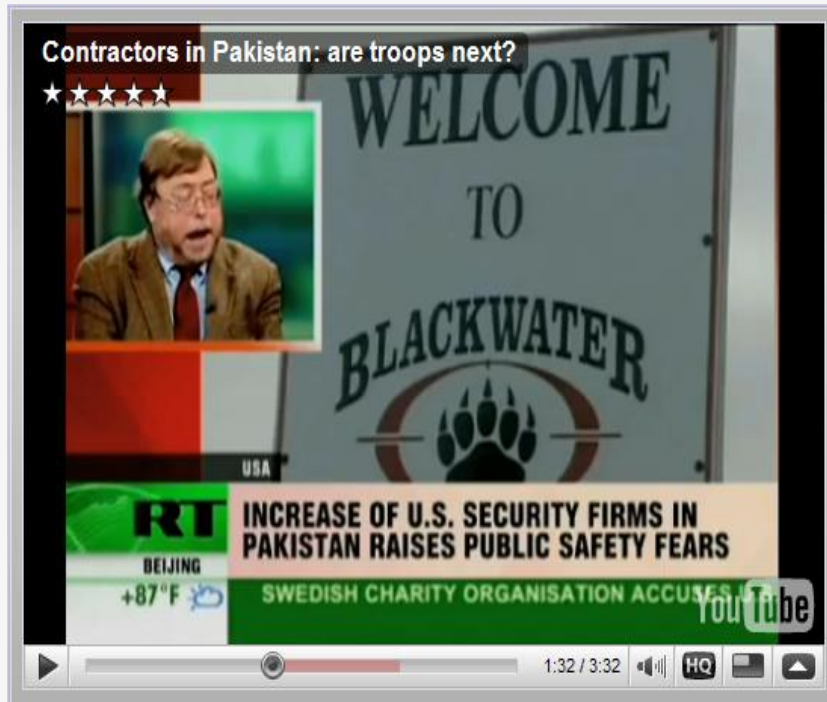 Contractors in Pakistan: are troops next?
WELCOME
TO
BLACKWATER
USA
RT
INCREASE OF U.S. SECURITY FIRMS IN
PAKISTAN RAISES PUBLIC SAFETY FEARS
BEIJING
+87°F
SWEDISH CHARITY ORGANISATION ACCUSES U.S
YouTube
1:32 / 3:32
HQ